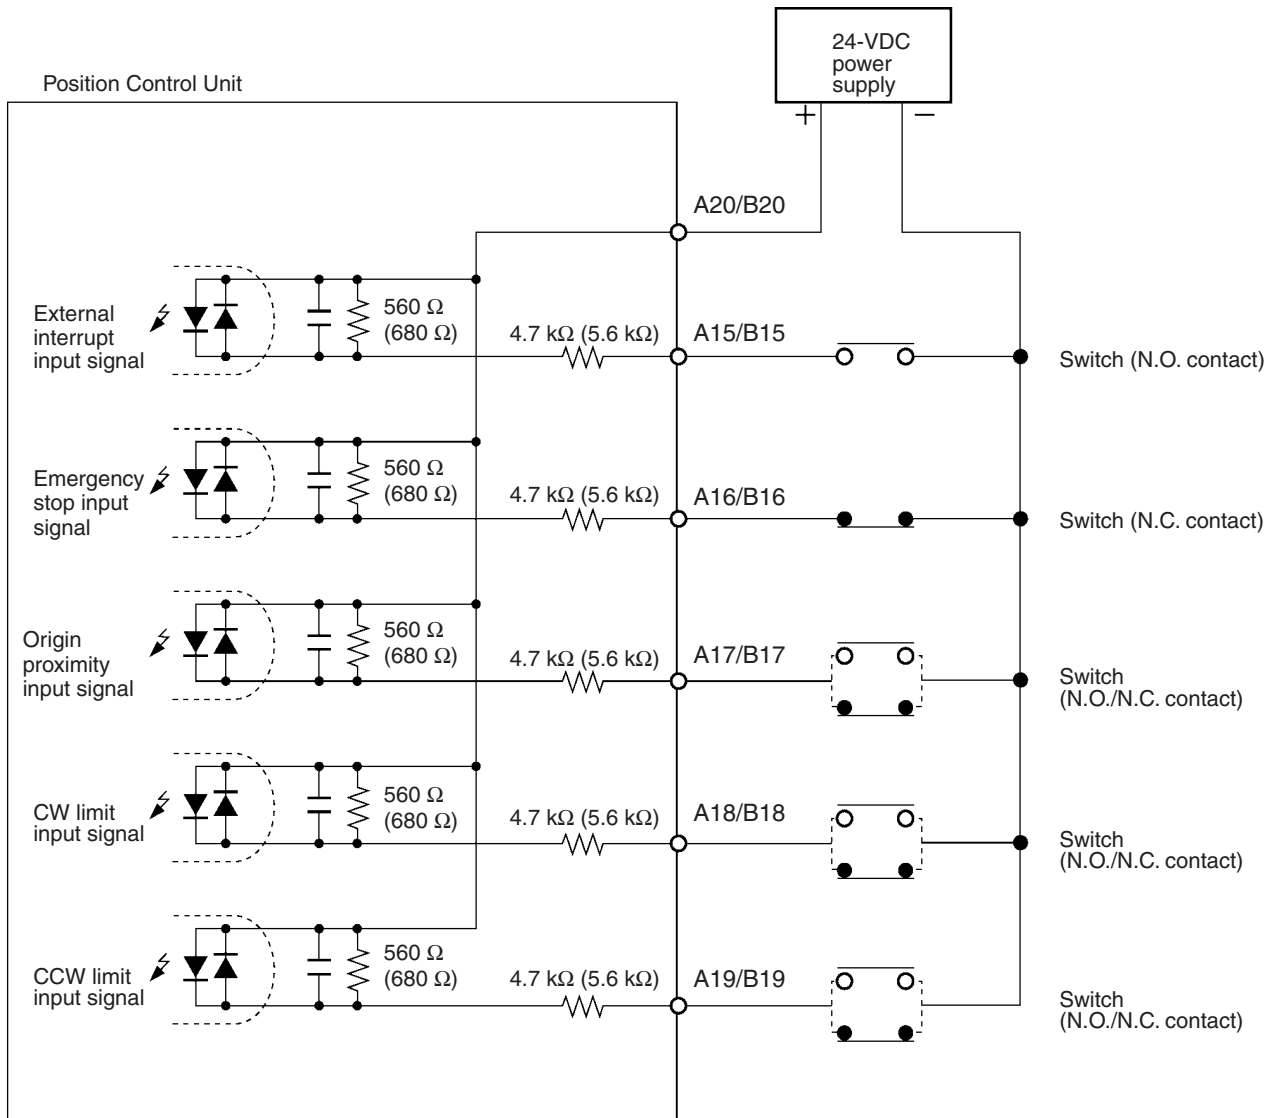 24-VDC
power
supply
Position Control Unit
+
−
A20/B20
External
interrupt
input signal
560 Ω
(680 Ω)
4.7 kΩ (5.6 kΩ)
A15/B15
Switch (N.O. contact)
Emergency
stop input
signal
560 Ω
(680 Ω)
4.7 kΩ (5.6 kΩ)
A16/B16
Switch (N.C. contact)
Origin
proximity
input signal
560 Ω
(680 Ω)
4.7 kΩ (5.6 kΩ)
A17/B17
Switch
(N.O./N.C. contact)
CW limit
input signal
560 Ω
(680 Ω)
4.7 kΩ (5.6 kΩ)
A18/B18
Switch
(N.O./N.C. contact)
CCW limit
input signal
560 Ω
(680 Ω)
4.7 kΩ (5.6 kΩ)
A19/B19
Switch
(N.O./N.C. contact)